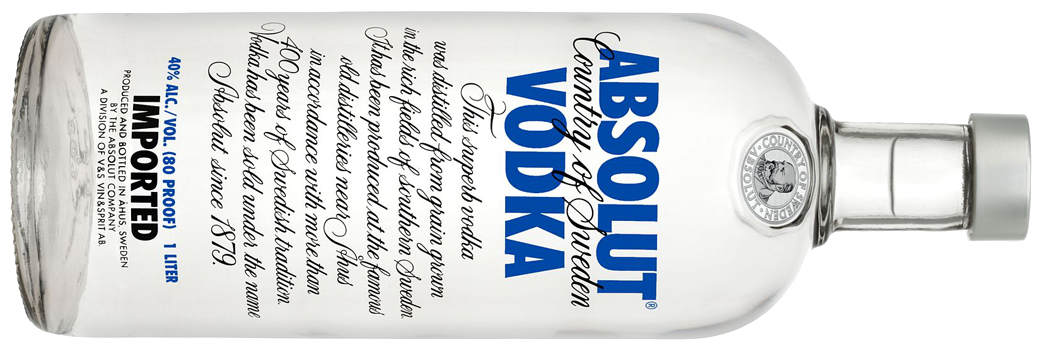 COUNTRY OF SWEDEN · ABSOLUT ·
ABSOLUT®
Country of Sweden
VODKA
This superb vodka
was distilled from grain grown
in the rich fields of southern Sweden.
It has been produced at the famous
old distilleries near Åhus
in accordance with more than
400 years of Swedish tradition.
Vodka has been sold under the name
Absolut since 1879.
40% ALC./VOL. (80 PROOF) 1 LITER
IMPORTED
PRODUCED AND BOTTLED IN ÅHUS, SWEDEN
BY THE ABSOLUT COMPANY
A DIVISION OF V&S VIN&SPRIT AB.